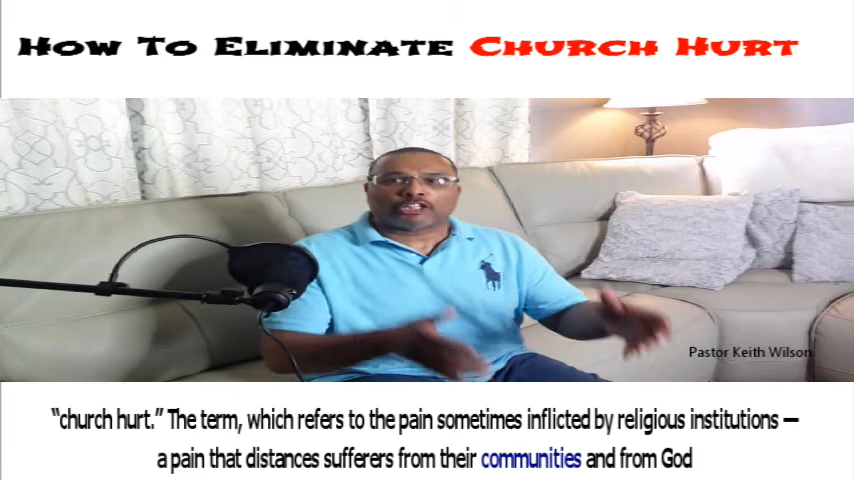 How To Eliminate Church Hurt
Pastor Keith Wilson
“church hurt.” The term, which refers to the pain sometimes inflicted by religious institutions —
a pain that distances sufferers from their communities and from God